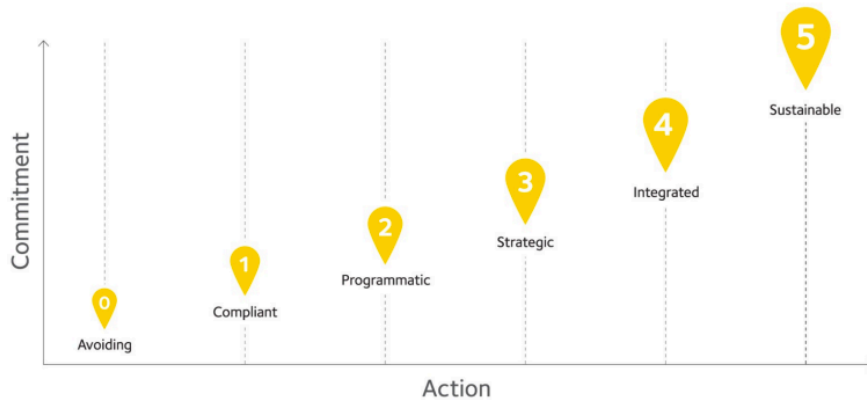 5
Sustainable
4
Integrated
3
Strategic
2
Programmatic
1
Compliant
0
Avoiding
Commitment
Action